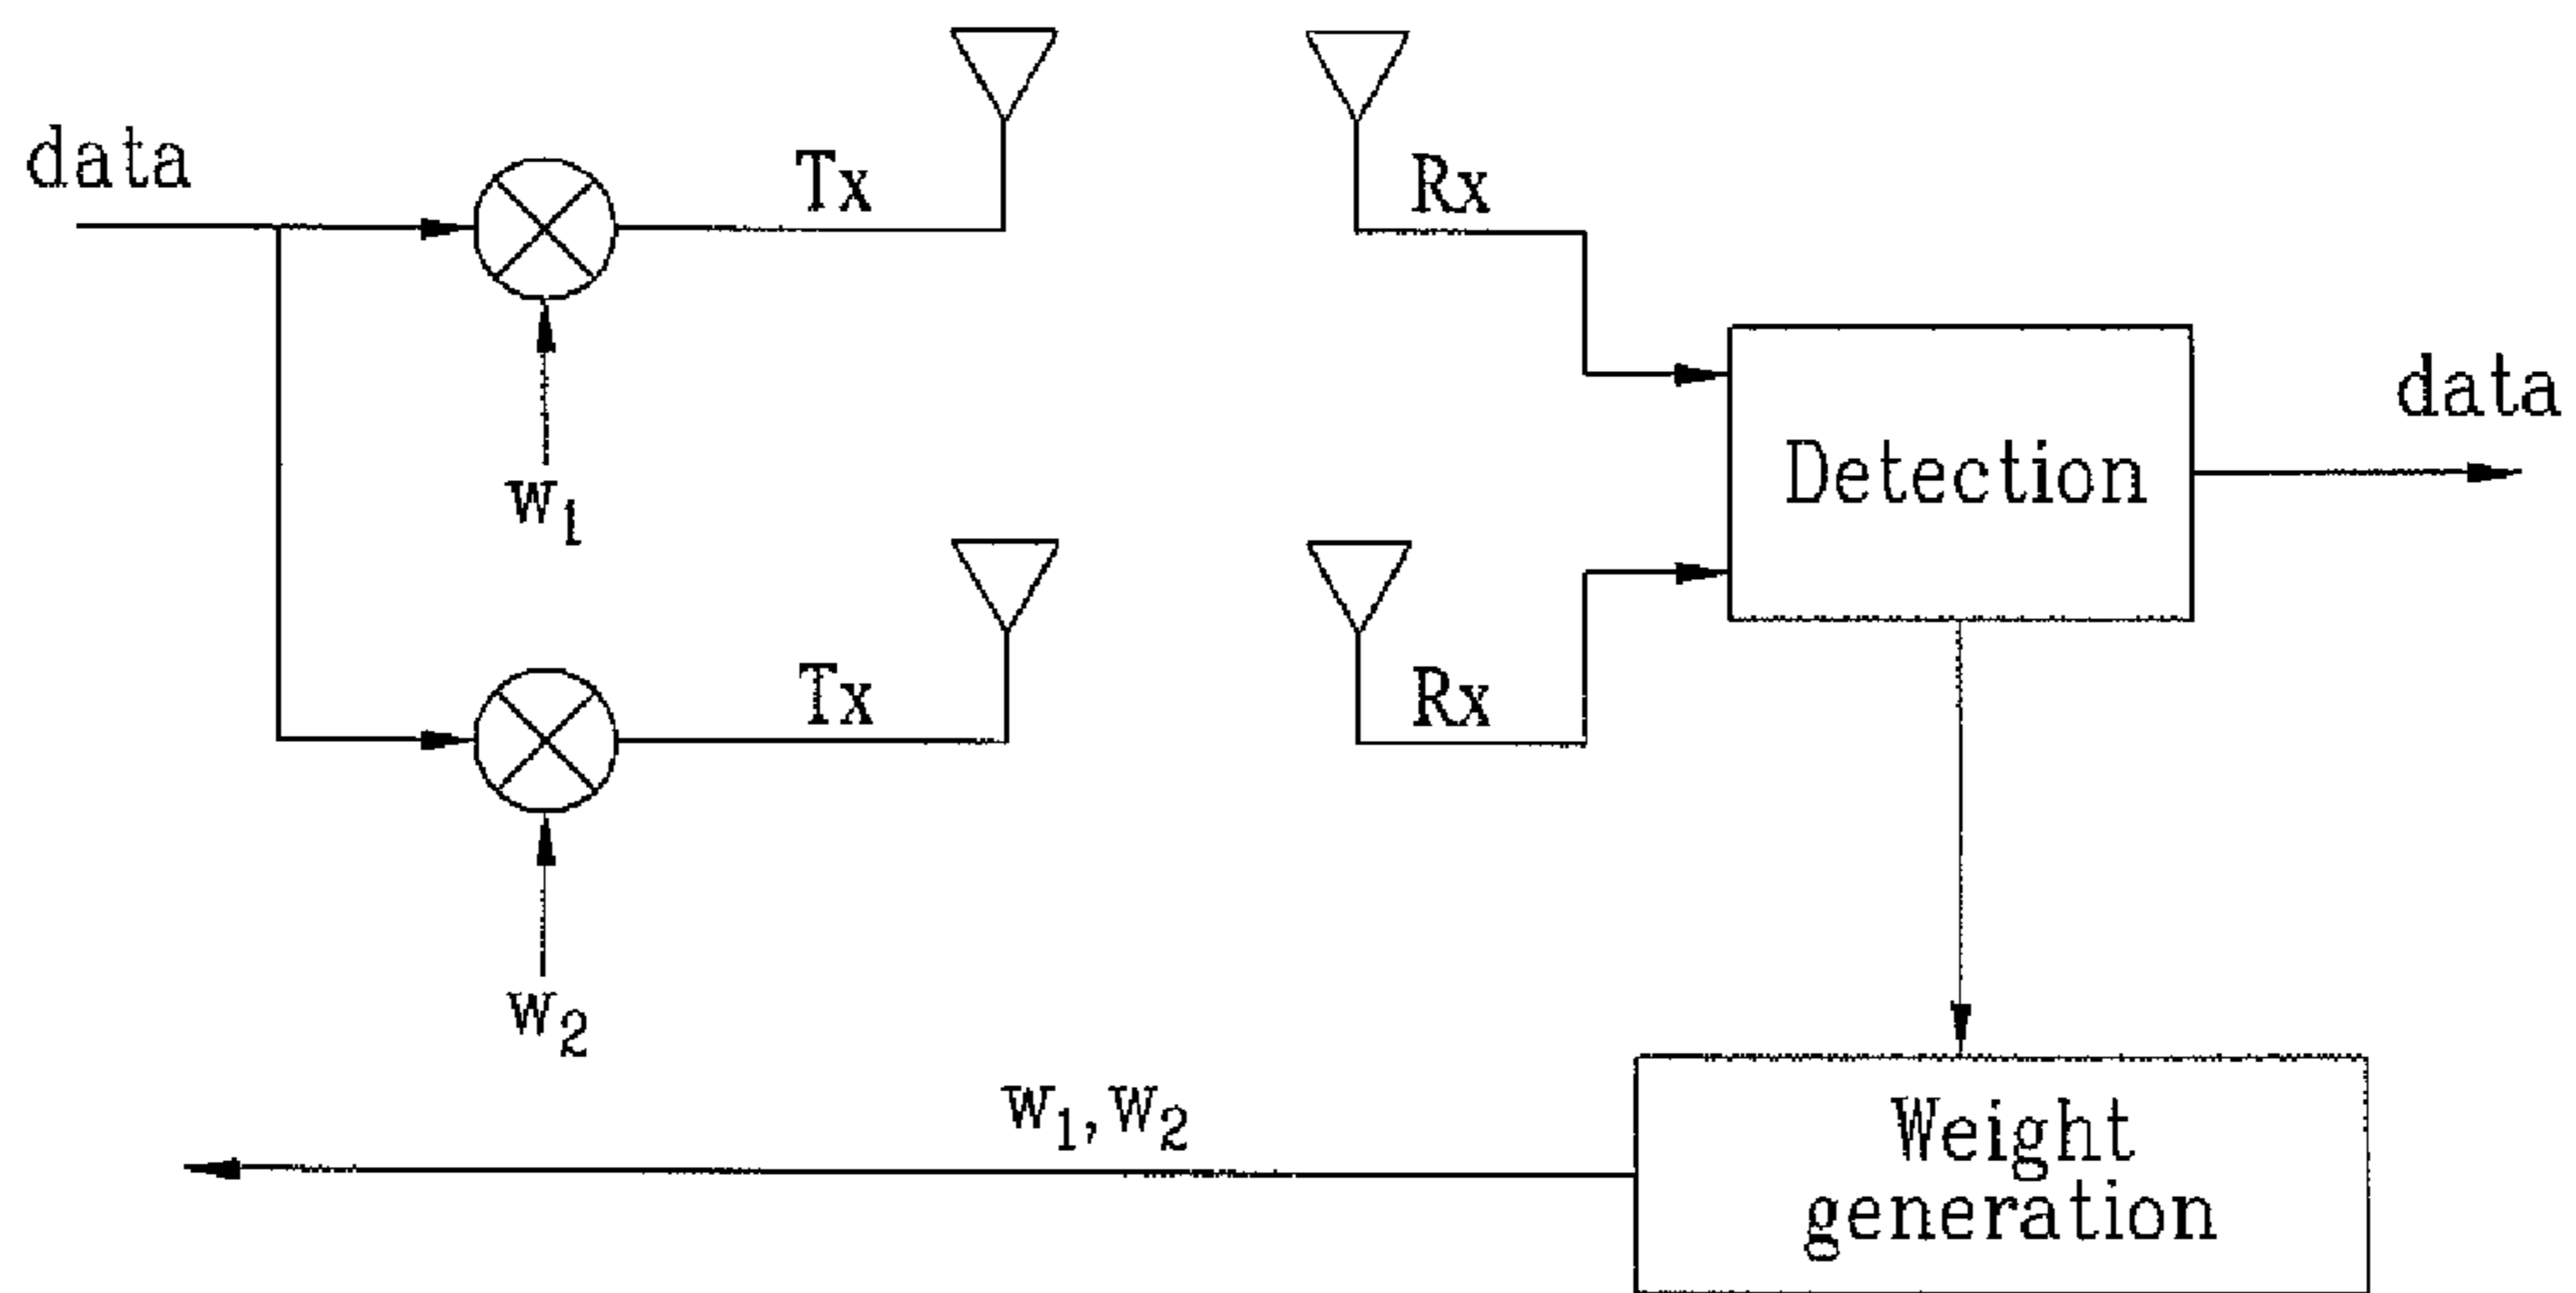 data
Tx
Rx
w1
data
Detection
Tx
Rx
w2
w1, w2
Weight
generation